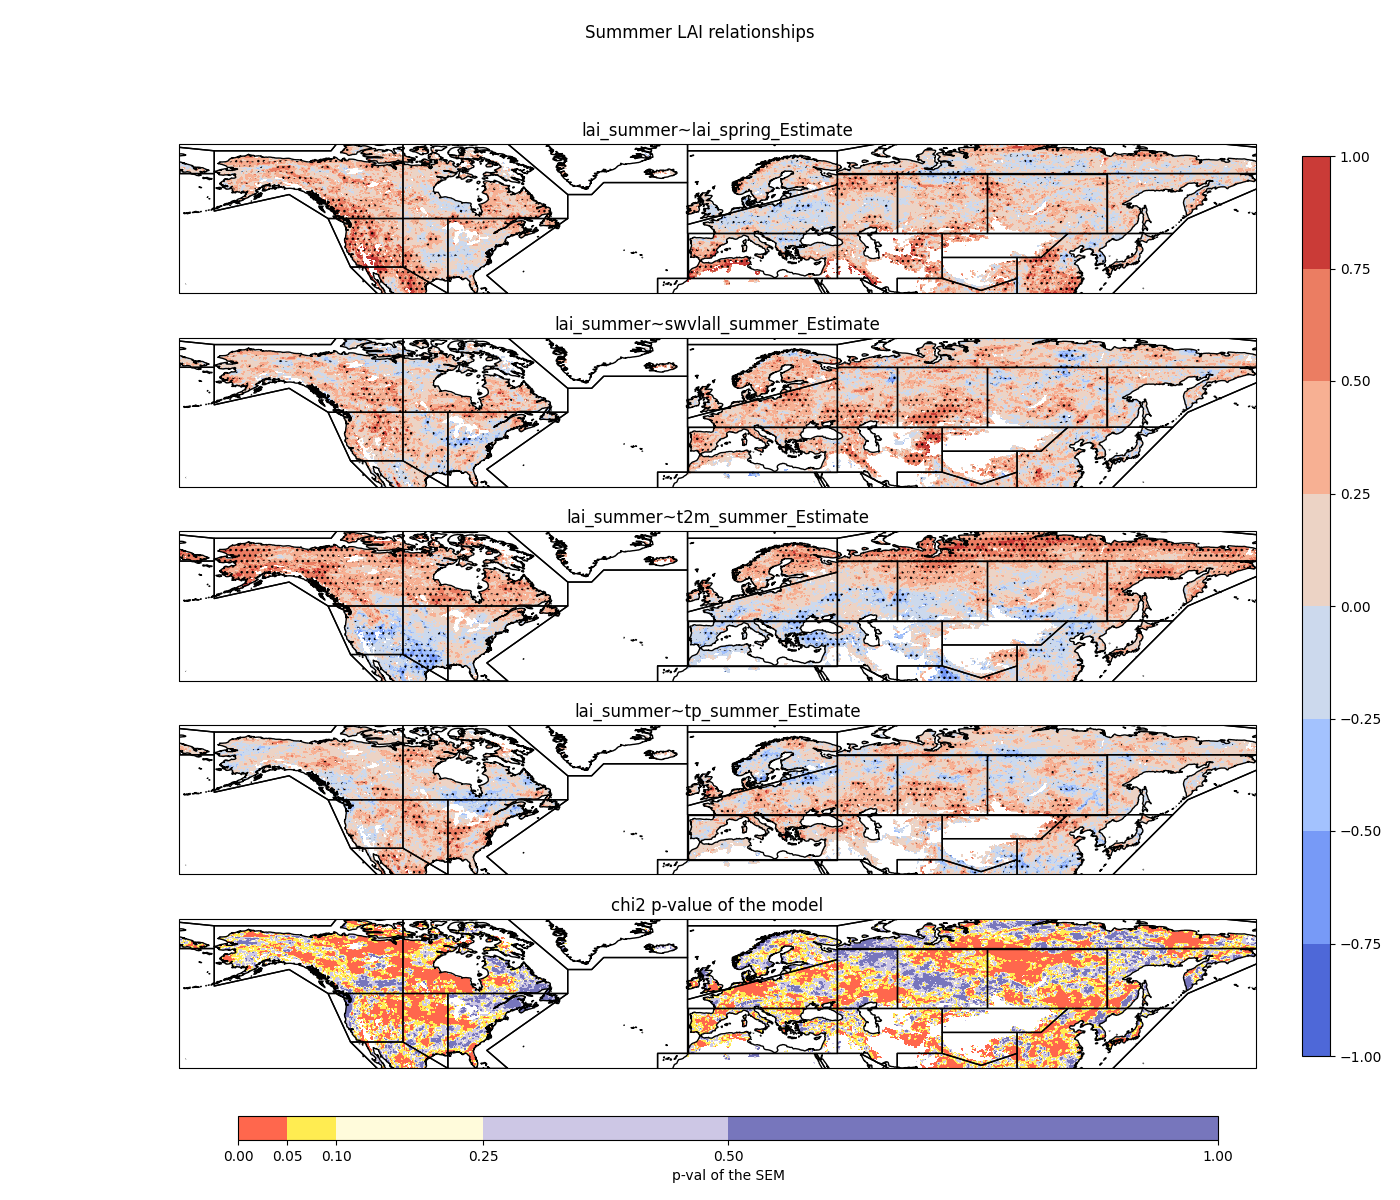 Summmer LAI relationships
lai_summer~lai_spring_Estimate
lai_summer~swvlall_summer_Estimate
lai_summer~t2m_summer_Estimate
lai_summer~tp_summer_Estimate
chi2 p-value of the model
1.00
0.75
0.50
0.25
0.00
−0.25
−0.50
−0.75
−1.00
0.00 0.05 0.10 0.25 0.50 1.00
p-val of the SEM